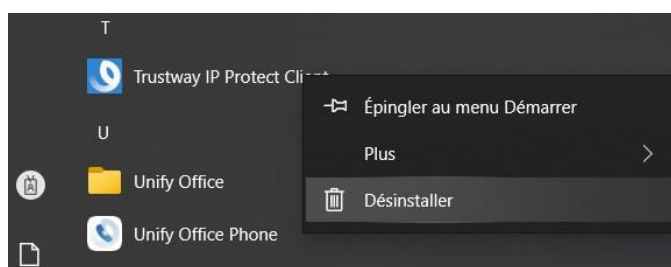 T
Trustway IP Protect Client
Épingler au menu Démarrer
U
Plus
Unify Office
Désinstaller
Unify Office Phone